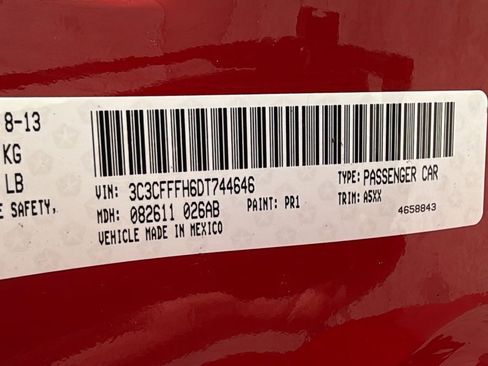 8-13
KG
LB
E SAFETY,
VIN: 3C3CFFFH6DT744646
TYPE: PASSENGER CAR
MDH: 082611 026AB
PAINT: PR1
TRIM: A5XX
VEHICLE MADE IN MEXICO
4658843